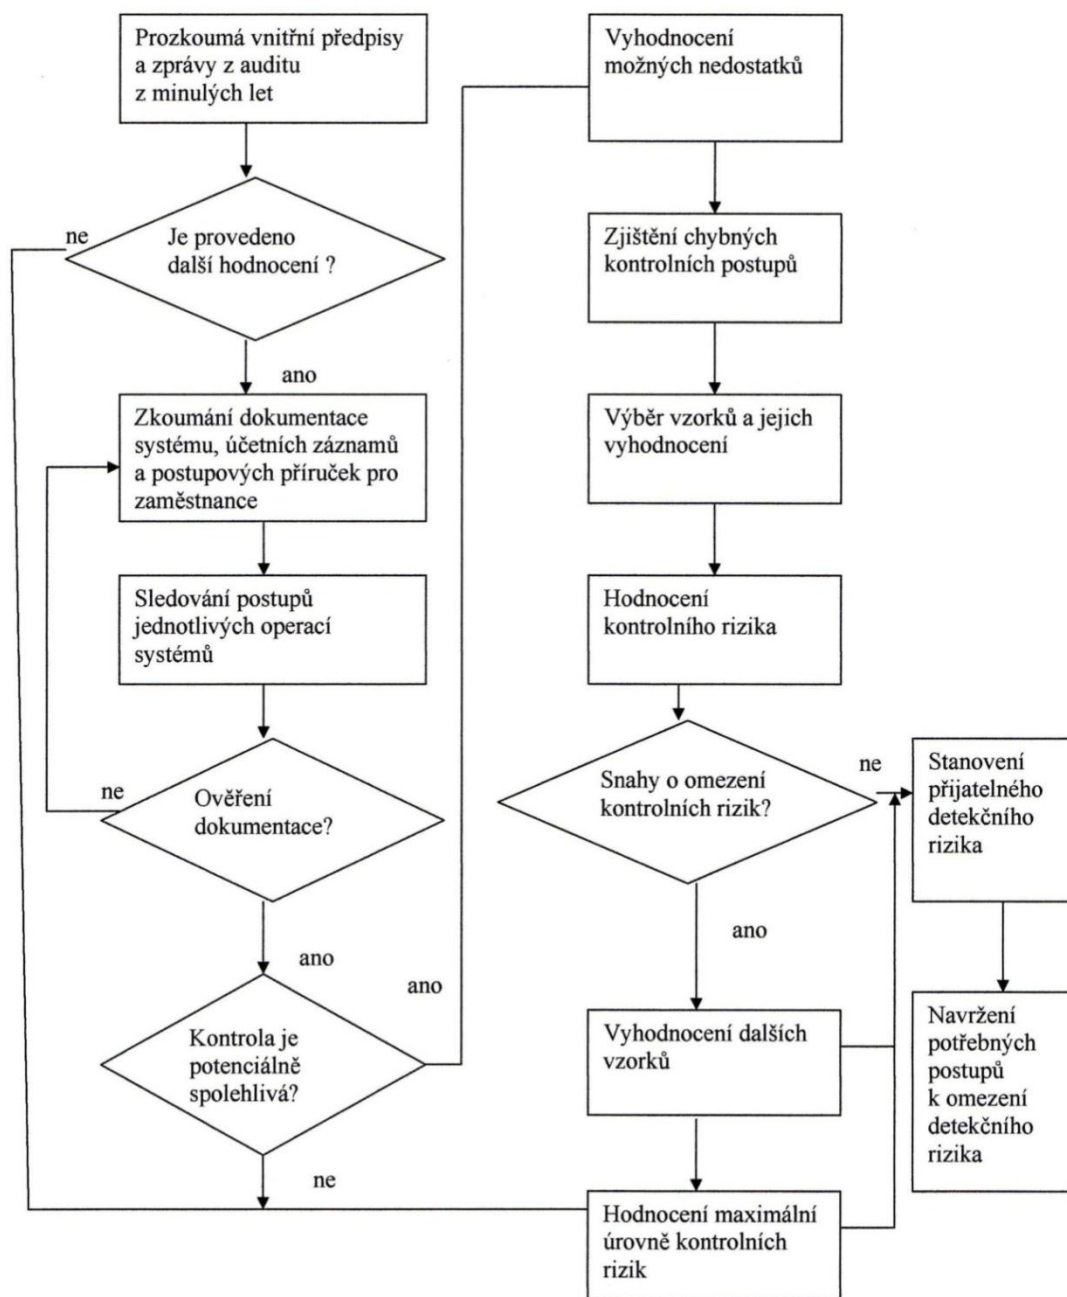 Prozkoumá vnitřní předpisy
a zprávy z auditu
z minulých let
ne
Je provedeno
další hodnocení ?
ano
Zkoumání dokumentace
systému, účetních záznamů
a postupových příruček pro
zaměstnance
Sledování postupů
jednotlivých operací
systémů
ne
Ověření
dokumentace?
ano
ano
Kontrola je
potenciálně
spolehlivá?
ne
Vyhodnocení
možných nedostatků
Zjištění chybných
kontrolních postupů
Výběr vzorků a jejich
vyhodnocení
Hodnocení
kontrolního rizika
Snahy o omezení
kontrolních rizik?
ne
ano
Vyhodnocení dalších
vzorků
Hodnocení maximální
úrovně kontrolních
rizik
Stanovení
přijatelného
detekčního
rizika
Navržení
potřebných
postupů
k omezení
detekčního
rizika